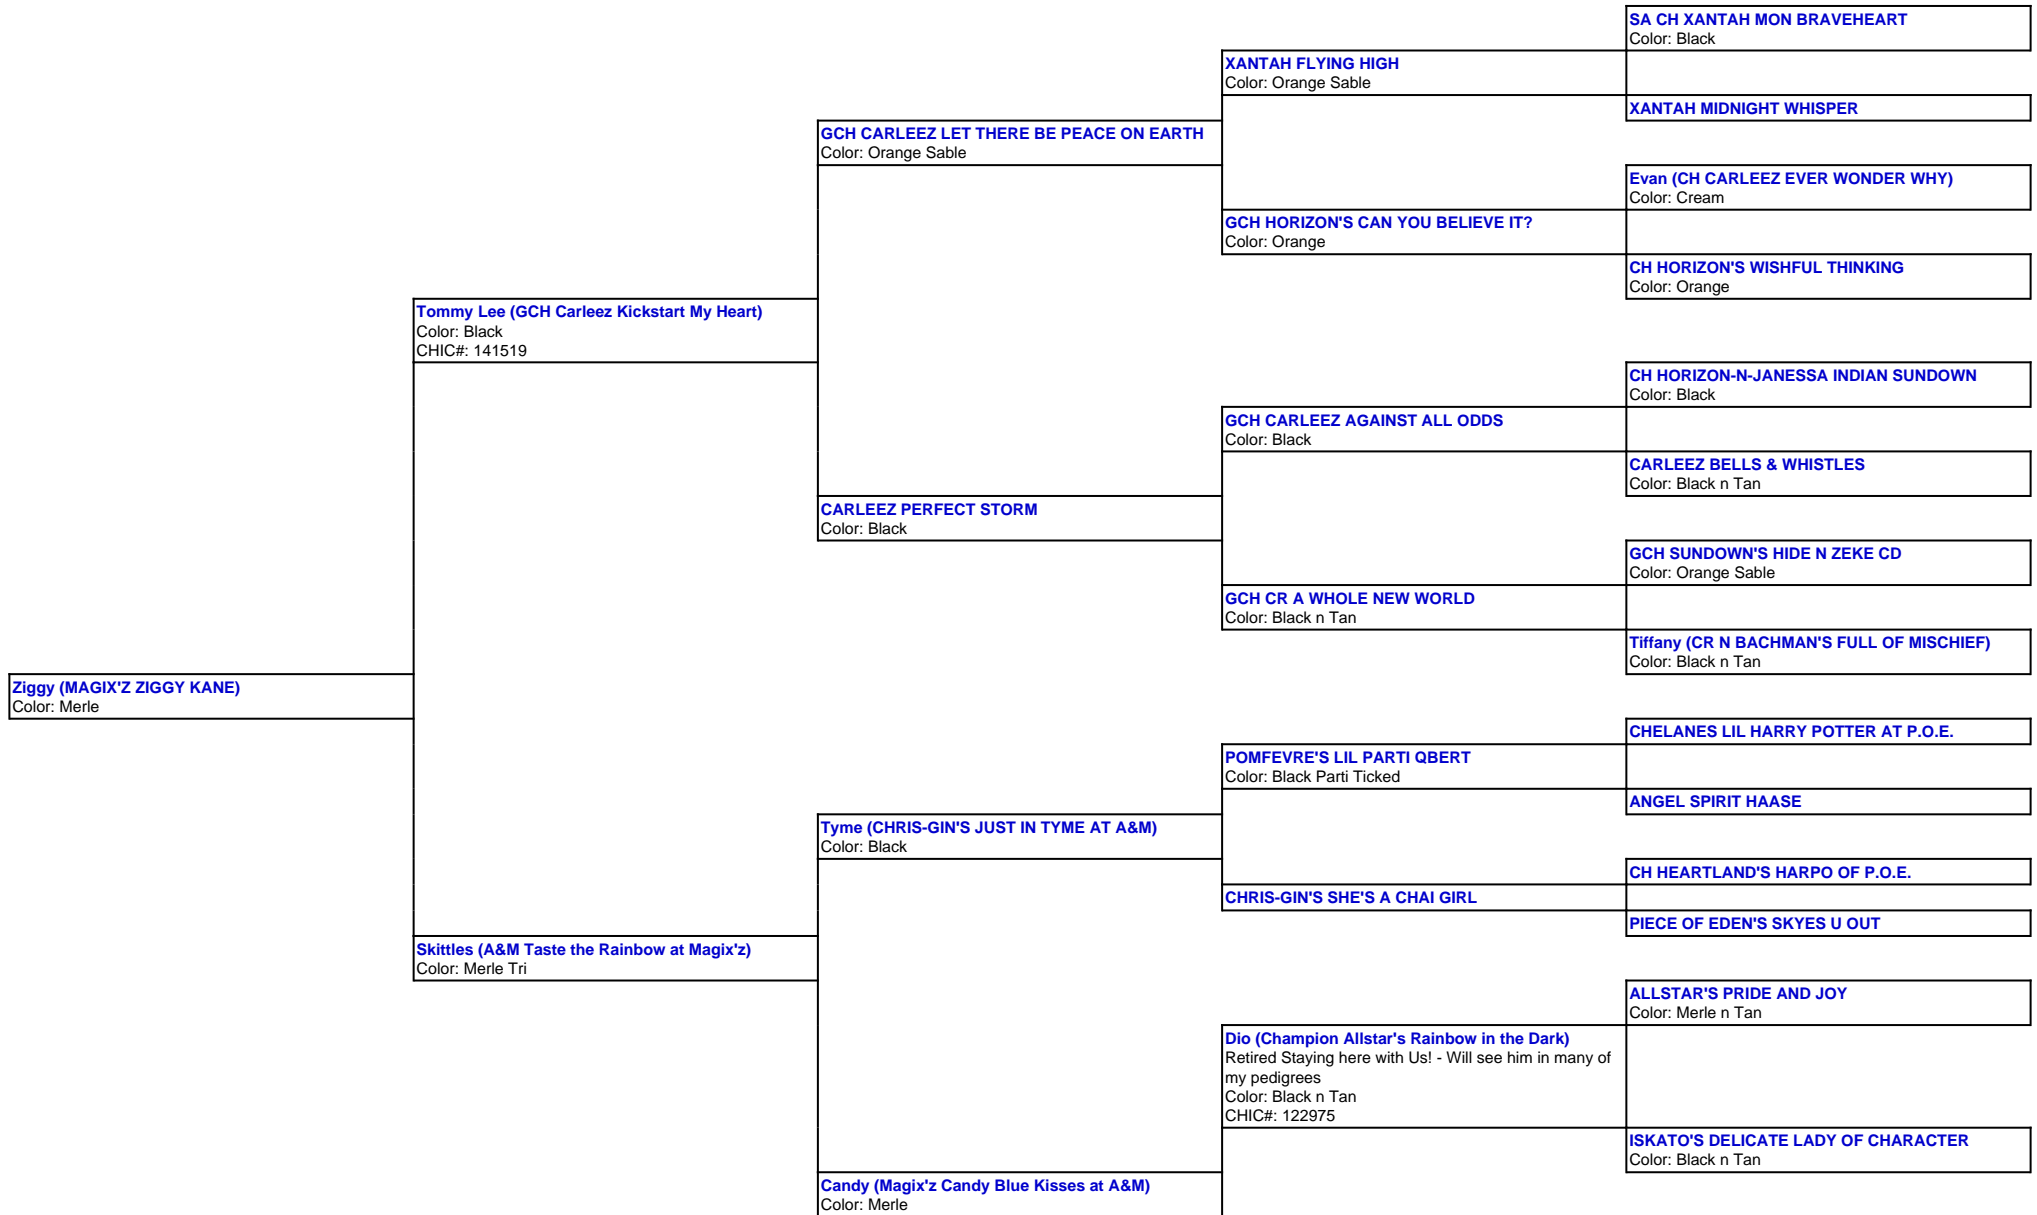 SA CH XANTAH MON BRAVEHEART
Color: Black
XANTAH FLYING HIGH
Color: Orange Sable
XANTAH MIDNIGHT WHISPER
GCH CARLEEZ LET THERE BE PEACE ON EARTH
Color: Orange Sable
Evan (CH CARLEEZ EVER WONDER WHY)
Color: Cream
GCH HORIZON'S CAN YOU BELIEVE IT?
Color: Orange
CH HORIZON'S WISHFUL THINKING
Color: Orange
Tommy Lee (GCH Carleez Kickstart My Heart)
Color: Black
CHIC#: 141519
CH HORIZON-N-JANESSA INDIAN SUNDOWN
Color: Black
GCH CARLEEZ AGAINST ALL ODDS
Color: Black
CARLEEZ BELLS & WHISTLES
Color: Black n Tan
CARLEEZ PERFECT STORM
Color: Black
GCH SUNDOWN'S HIDE N ZEKE CD
Color: Orange Sable
GCH CR A WHOLE NEW WORLD
Color: Black n Tan
Tiffany (CR N BACHMAN'S FULL OF MISCHIEF)
Color: Black n Tan
Ziggy (MAGIX'Z ZIGGY KANE)
Color: Merle
CHELANES LIL HARRY POTTER AT P.O.E.
POMFEVRE'S LIL PARTI QBERT
Color: Black Parti Ticked
ANGEL SPIRIT HAASE
Tyme (CHRIS-GIN'S JUST IN TYME AT A&M)
Color: Black
CH HEARTLAND'S HARPO OF P.O.E.
CHRIS-GIN'S SHE'S A CHAI GIRL
PIECE OF EDEN'S SKYES U OUT
Skittles (A&M Taste the Rainbow at Magix'z)
Color: Merle Tri
ALLSTAR'S PRIDE AND JOY
Color: Merle n Tan
Dio (Champion Allstar's Rainbow in the Dark)
Retired Staying here with Us! - Will see him in many of
my pedigrees
Color: Black n Tan
CHIC#: 122975
ISKATO'S DELICATE LADY OF CHARACTER
Color: Black n Tan
Candy (Magix'z Candy Blue Kisses at A&M)
Color: Merle